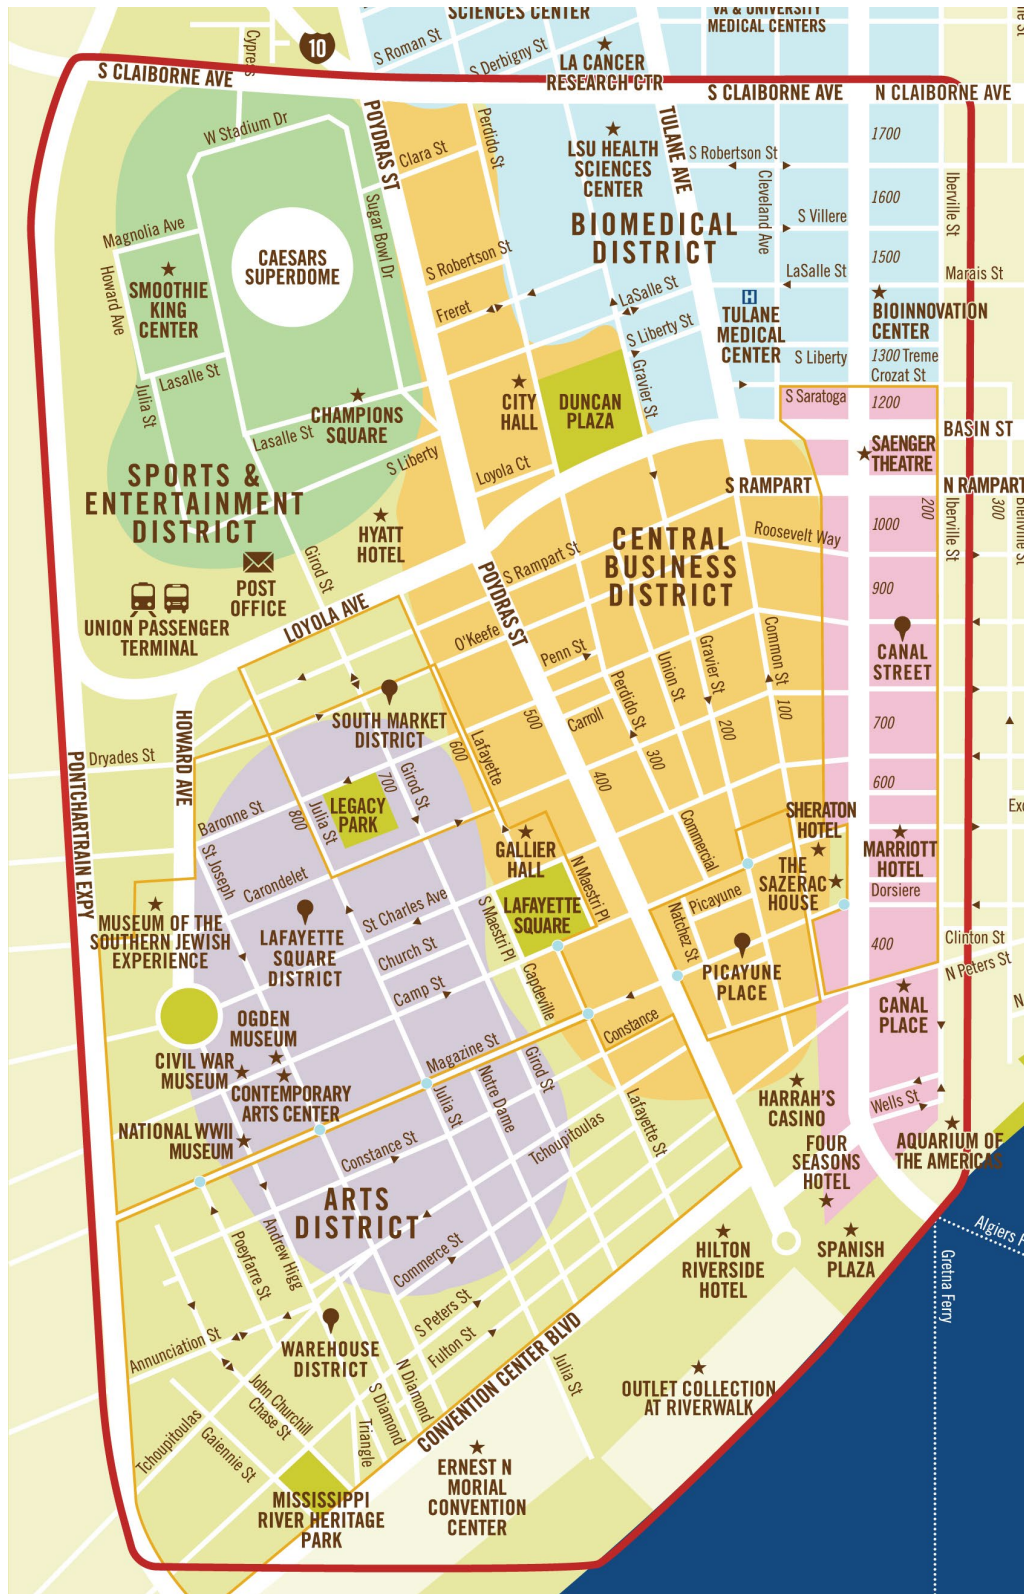 SCIENCES CENTER
VA & UNIVERSITY
MEDICAL CENTERS
Cypress
10
S Roman St
S Derbigny St
LA CANCER
RESEARCH CTR
S CLAIBORNE AVE
S CLAIBORNE AVE
N CLAIBORNE AVE
W Stadium Dr
POYDRAS ST
Clara St
Perdido St
LSU HEALTH
SCIENCES
CENTER
TULANE AVE
S Robertson St
Cleveland Ave
1700
1600
S Villere
Iberville St
BIOMEDICAL
DISTRICT
Magnolia Ave
Howard Ave
CAESARS
SUPERDOME
Sugar Bowl Dr
S Robertson St
Freret
LaSalle St
LaSalle St
1500
Marais St
SMOOTHIE
KING
CENTER
H
TULANE
MEDICAL
CENTER
BIOINNOVATION
CENTER
S Liberty St
S Liberty
1300 Treme
Crozat St
Lasalle St
Julia St
Gravier St
CHAMPIONS
SQUARE
CITY
HALL
DUNCAN
PLAZA
S Saratoga
1200
BASIN ST
Lasalle St
S Liberty
Loyola Ct
SAENGER
THEATRE
SPORTS &
ENTERTAINMENT
DISTRICT
S RAMPART
N RAMPART
200
300
Iberville St
Bienville St
HYATT
HOTEL
1000
Roosevelt Way
CENTRAL
BUSINESS
DISTRICT
Girod St
POST
OFFICE
S Rampart St
POYDRAS ST
900
UNION PASSENGER
TERMINAL
LOYOLA AVE
O'Keefe
Penn St
Union St
Gravier St
Common St
CANAL
STREET
Perdido St
100
SOUTH MARKET
DISTRICT
500
Carroll
200
700
HOWARD AVE
Dryades St
PONTCHARTRAIN EXPY
600
Lafayette
300
400
600
Baronne St
800
Julia St
LEGACY
PARK
700
Girod St
SHERATON
HOTEL
St Joseph
GALLIER
HALL
Commercial
MARRIOTT
HOTEL
Carondelet
N Maestri Pl
THE
SAZERAC
HOUSE
Dorsiere
MUSEUM OF THE
SOUTHERN JEWISH
EXPERIENCE
LAFAYETTE
SQUARE
DISTRICT
St Charles Ave
S Maestri Pl
LAFAYETTE
SQUARE
Picayune
Natchez St
400
Clinton St
Church St
N Peters St
Camp St
Capdeville
PICAYUNE
PLACE
OGDEN
MUSEUM
CANAL
PLACE
CIVIL WAR
MUSEUM
CONTEMPORARY
ARTS CENTER
Magazine St
Constance
Girod St
Notre Dame
Julia St
NATIONAL WWII
MUSEUM
Constance St
Tchoupitoulas
Lafayette St
HARRAH'S
CASINO
Wells St
FOUR
SEASONS
HOTEL
AQUARIUM OF
THE AMERICAS
ARTS
DISTRICT
Poeyfarre St
Andrew Higg
Commerce St
HILTON
RIVERSIDE
HOTEL
SPANISH
PLAZA
Gretna Ferry
S Peters St
Annunciation St
WAREHOUSE
DISTRICT
Fulton St
CONVENTION CENTER BLVD
Julia St
John Churchill
Chase St
N Diamond
S Diamond
Triangle
OUTLET COLLECTION
AT RIVERWALK
Tchoupitoulas
Gaiennie St
ERNEST N
MORIAL
CONVENTION
CENTER
MISSISSIPPI
RIVER HERITAGE
PARK